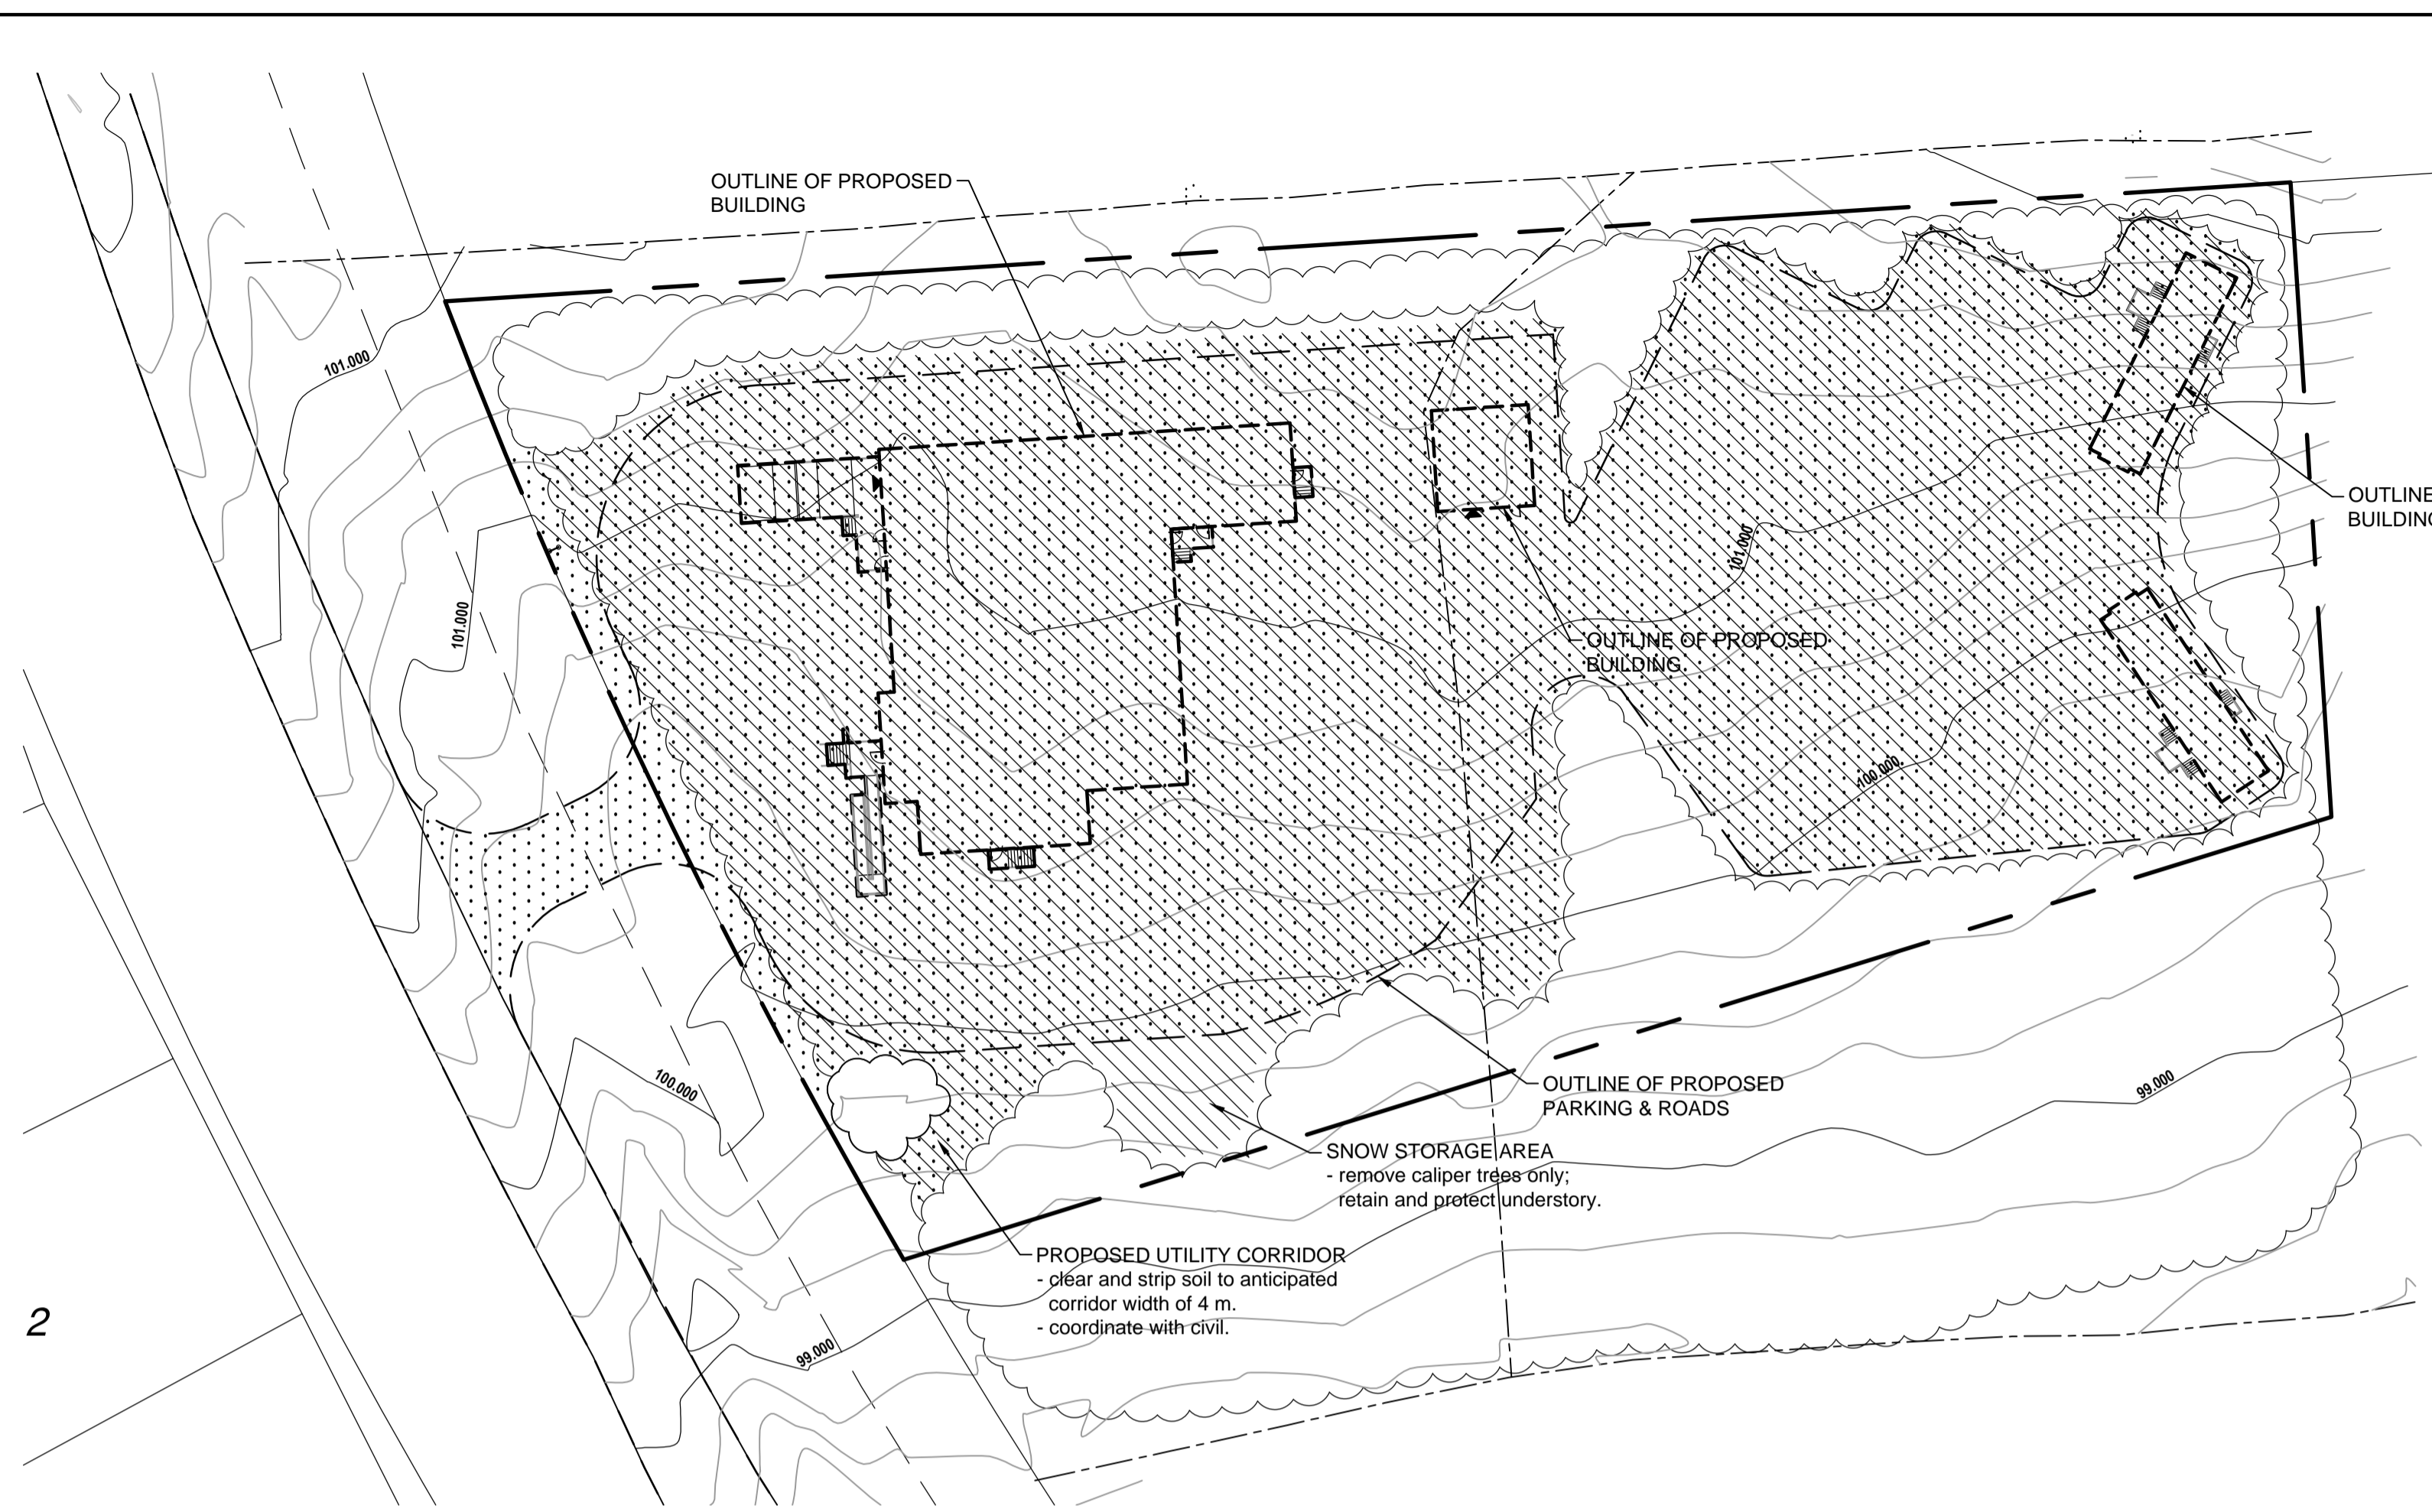 OUTLINE OF PROPOSED
BUILDING
101.000
OUTLINE
BUILDING
101.000
101.000
OUTLINE OF PROPOSED
BUILDING
100.000
100.000
OUTLINE OF PROPOSED
PARKING & ROADS
99.000
SNOW STORAGE AREA
- remove caliper trees only;
retain and protect understory.
PROPOSED UTILITY CORRIDOR
- clear and strip soil to anticipated
corridor width of 4 m.
- coordinate with civil.
2
99.000